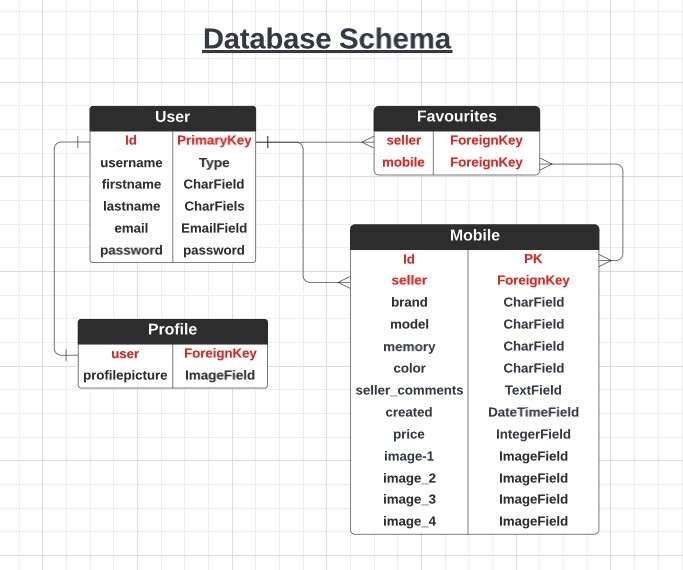 Database Schema
User
Id PrimaryKey
username Type
firstname CharField
lastname CharFiels
email EmailField
password password
Favourites
seller ForeignKey
mobile ForeignKey
Profile
user ForeignKey
profilepicture ImageField
Mobile
Id PK
seller ForeignKey
brand CharField
model CharField
memory CharField
color CharField
seller_comments TextField
created DateTimeField
price IntegerField
image-1 ImageField
image_2 ImageField
image_3 ImageField
image_4 ImageField